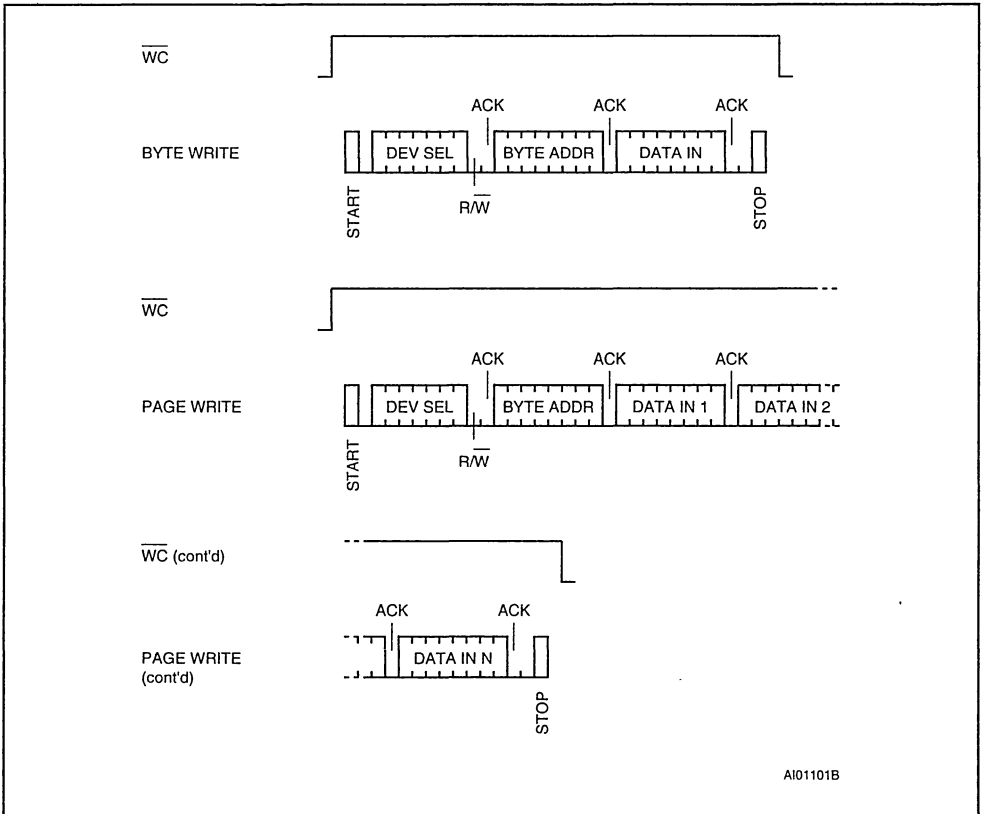 WC
ACK ACK ACK
BYTE WRITE DEV SEL BYTE ADDR DATA IN
R/W
START
STOP
WC
ACK ACK ACK
PAGE WRITE DEV SEL BYTE ADDR DATA IN 1 DATA IN 2
R/W
START
WC (cont'd)
ACK ACK
PAGE WRITE DATA IN N
(cont'd)
STOP
AI01101B